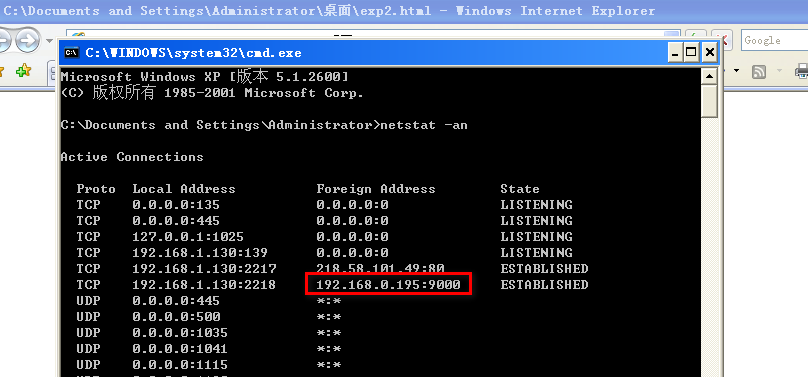 C:\Documents and Settings\Administrator\桌面\exp2.html - Windows Internet Explorer
Google
C:\WINDOWS\system32\cmd.exe
Microsoft Windows XP [版本 5.1.2600]
(C) 版权所有 1985-2001 Microsoft Corp.
C:\Documents and Settings\Administrator>netstat -an
Active Connections
Proto Local Address Foreign Address State
TCP 0.0.0.0:135 0.0.0.0:0 LISTENING
TCP 0.0.0.0:445 0.0.0.0:0 LISTENING
TCP 127.0.0.1:1025 0.0.0.0:0 LISTENING
TCP 192.168.1.130:139 0.0.0.0:0 LISTENING
TCP 192.168.1.130:2217 218.58.101.49:80 ESTABLISHED
TCP 192.168.1.130:2218 192.168.0.195:9000 ESTABLISHED
UDP 0.0.0.0:445 *:*
UDP 0.0.0.0:500 *:*
UDP 0.0.0.0:1035 *:*
UDP 0.0.0.0:1041 *:*
UDP 0.0.0.0:1115 *:*